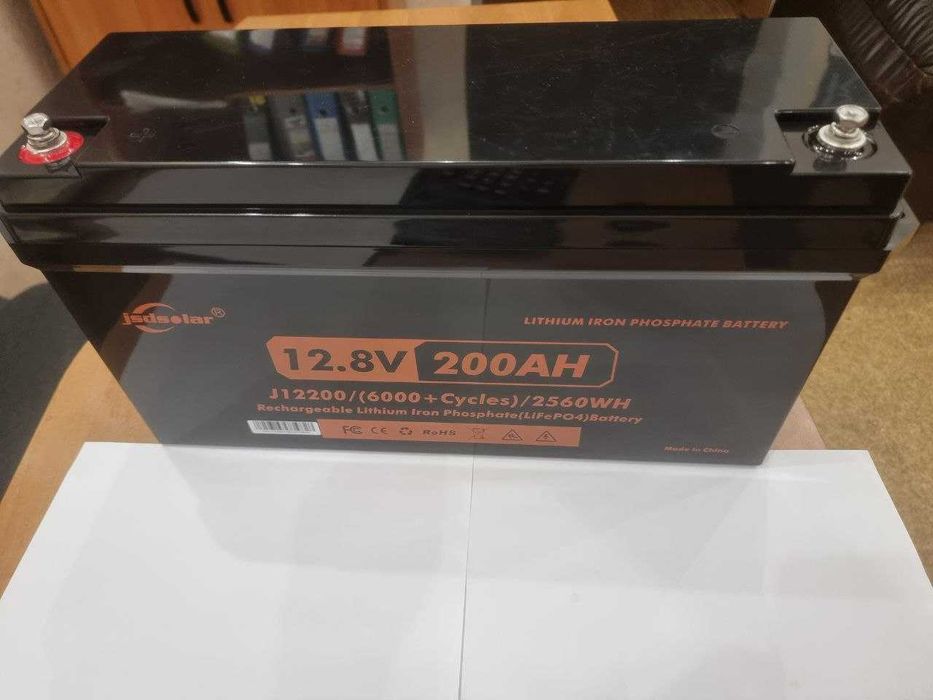 jsdsolar®
LITHIUM IRON PHOSPHATE BATTERY
12.8V 200AH
J12200/(6000+Cycles)/2560WH
Rechargeable Lithium Iron Phosphate(LiFePO4)Battery
FC CE RoHS
Made in China